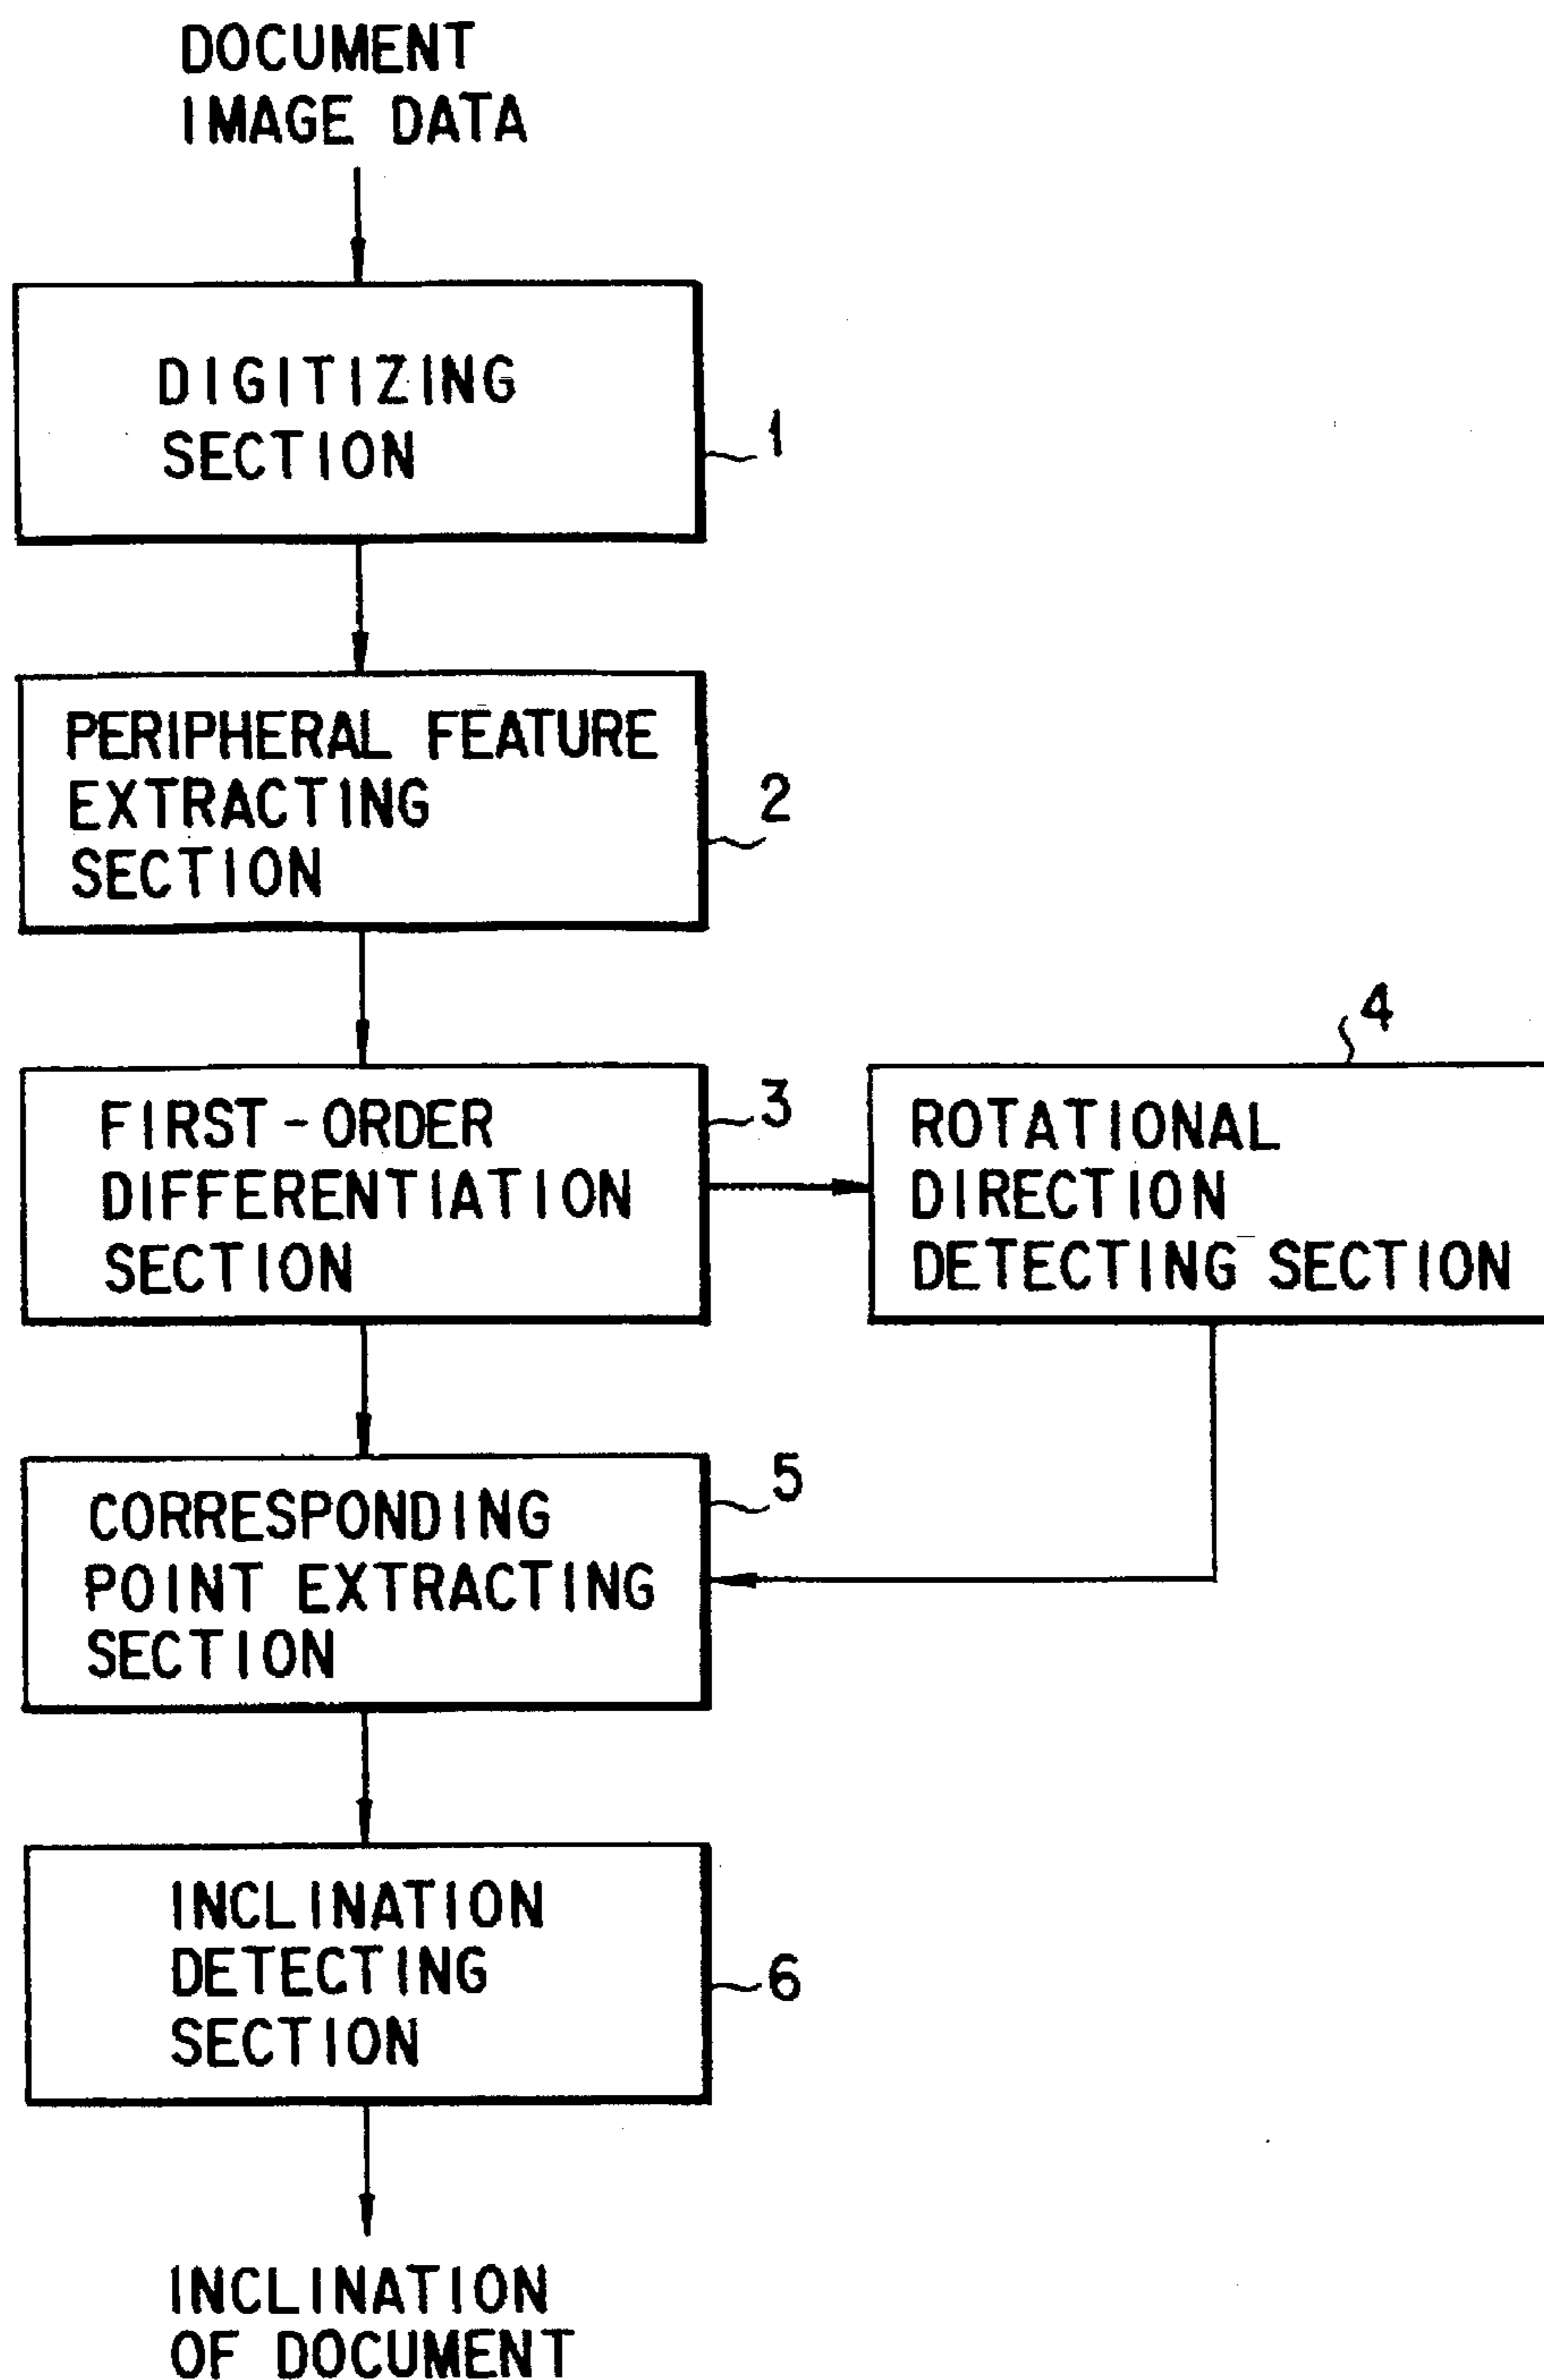 DOCUMENT
IMAGE DATA
DIGITIZING
SECTION
1
PERIPHERAL FEATURE
EXTRACTING
SECTION
2
FIRST-ORDER
DIFFERENTIATION
SECTION
3
4
ROTATIONAL
DIRECTION
DETECTING SECTION
CORRESPONDING
POINT EXTRACTING
SECTION
5
INCLINATION
DETECTING
SECTION
6
INCLINATION
OF DOCUMENT